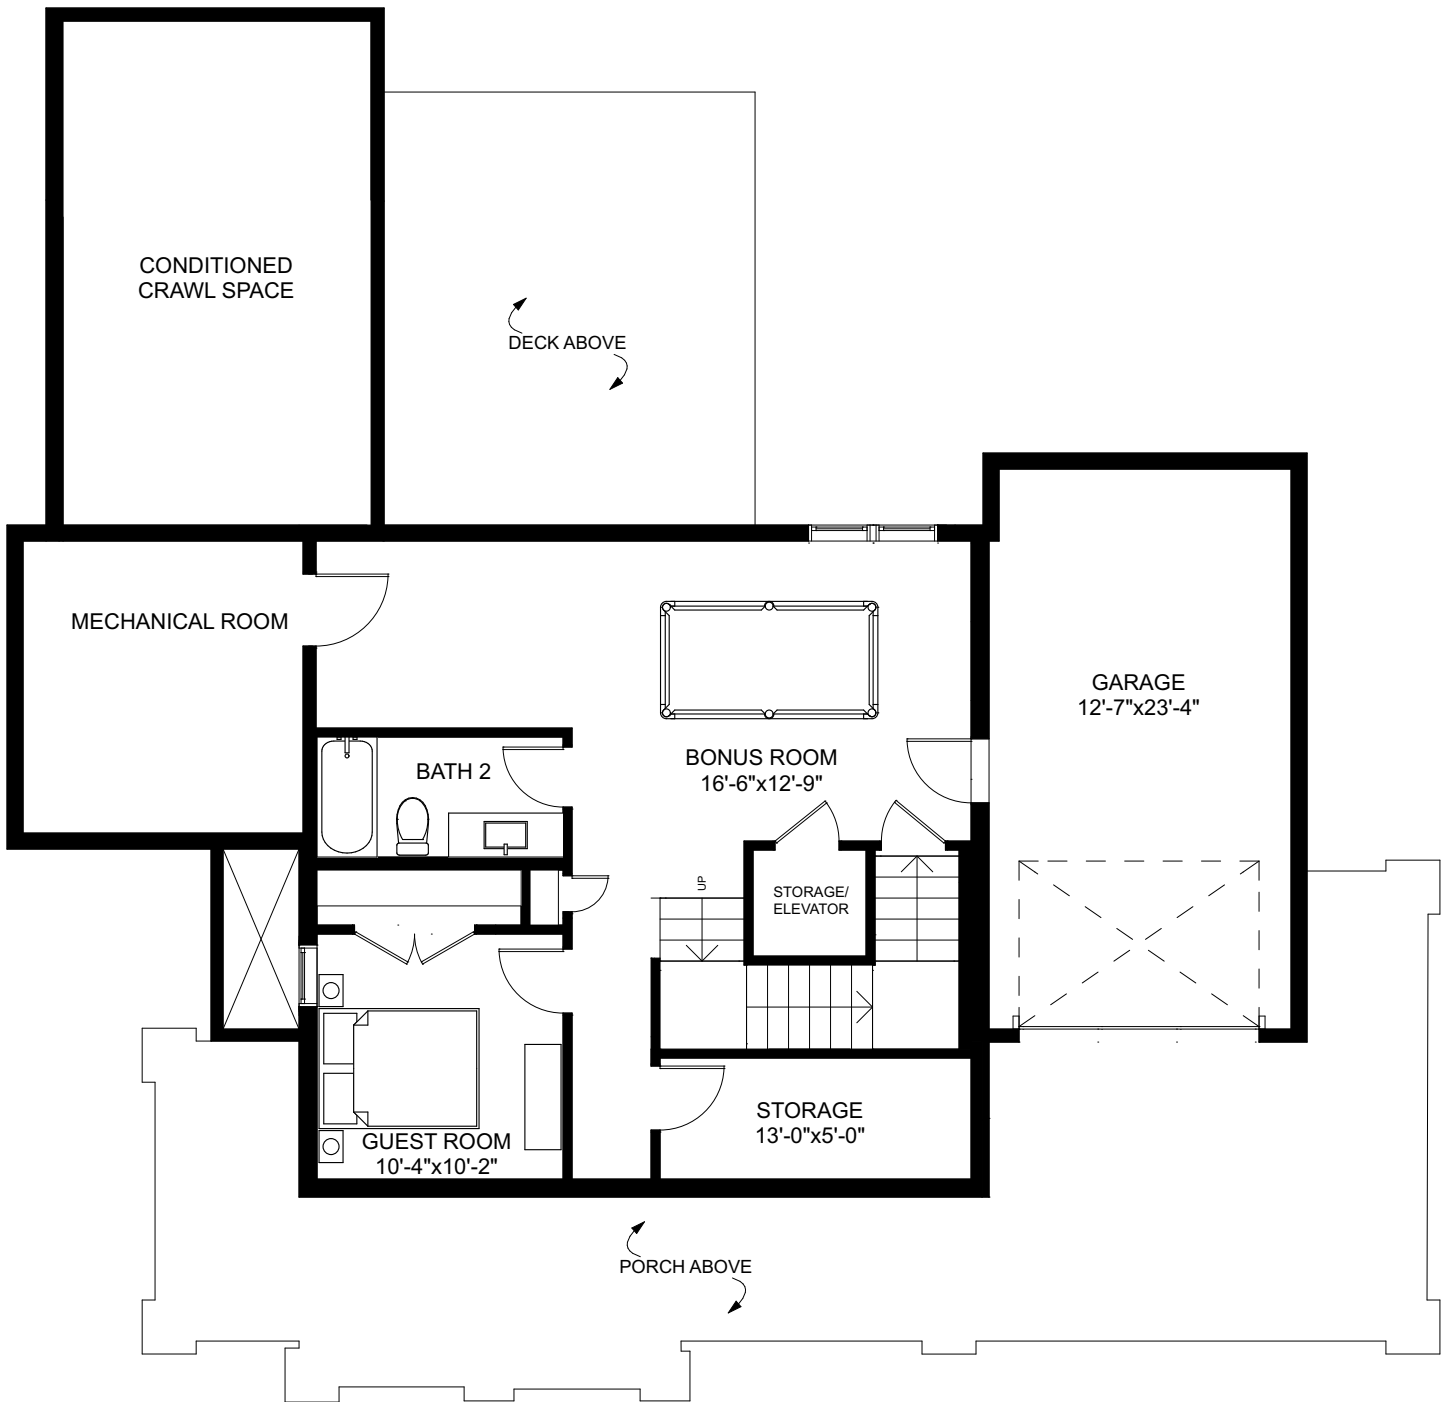 CONDITIONED
CRAWL SPACE
DECK ABOVE
MECHANICAL ROOM
GARAGE
12'-7"x23'-4"
BONUS ROOM
16'-6"x12'-9"
BATH 2
UP
STORAGE/
ELEVATOR
STORAGE
13'-0"x5'-0"
GUEST ROOM
10'-4"x10'-2"
PORCH ABOVE